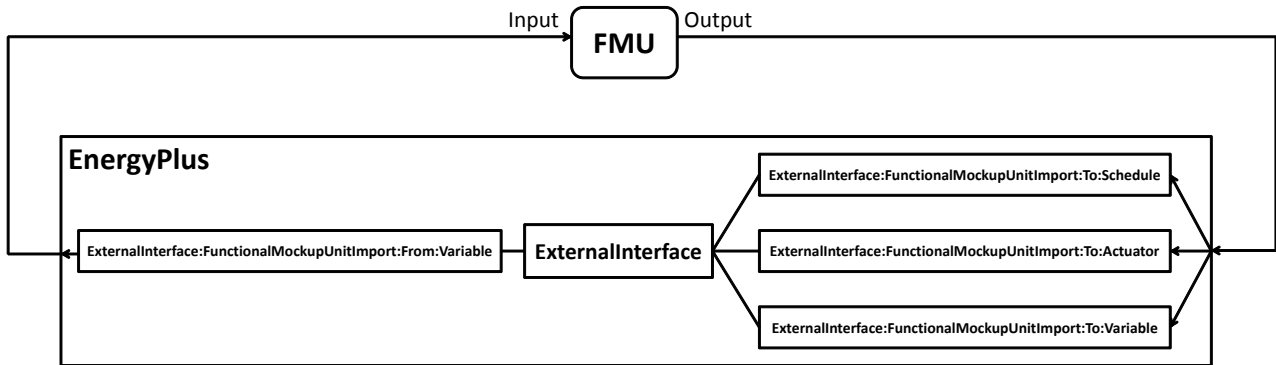 Input
FMU
Output
EnergyPlus
ExternalInterface:FunctionalMockupUnitImport:To:Schedule
ExternalInterface:FunctionalMockupUnitImport:From:Variable
ExternalInterface
ExternalInterface:FunctionalMockupUnitImport:To:Actuator
ExternalInterface:FunctionalMockupUnitImport:To:Variable